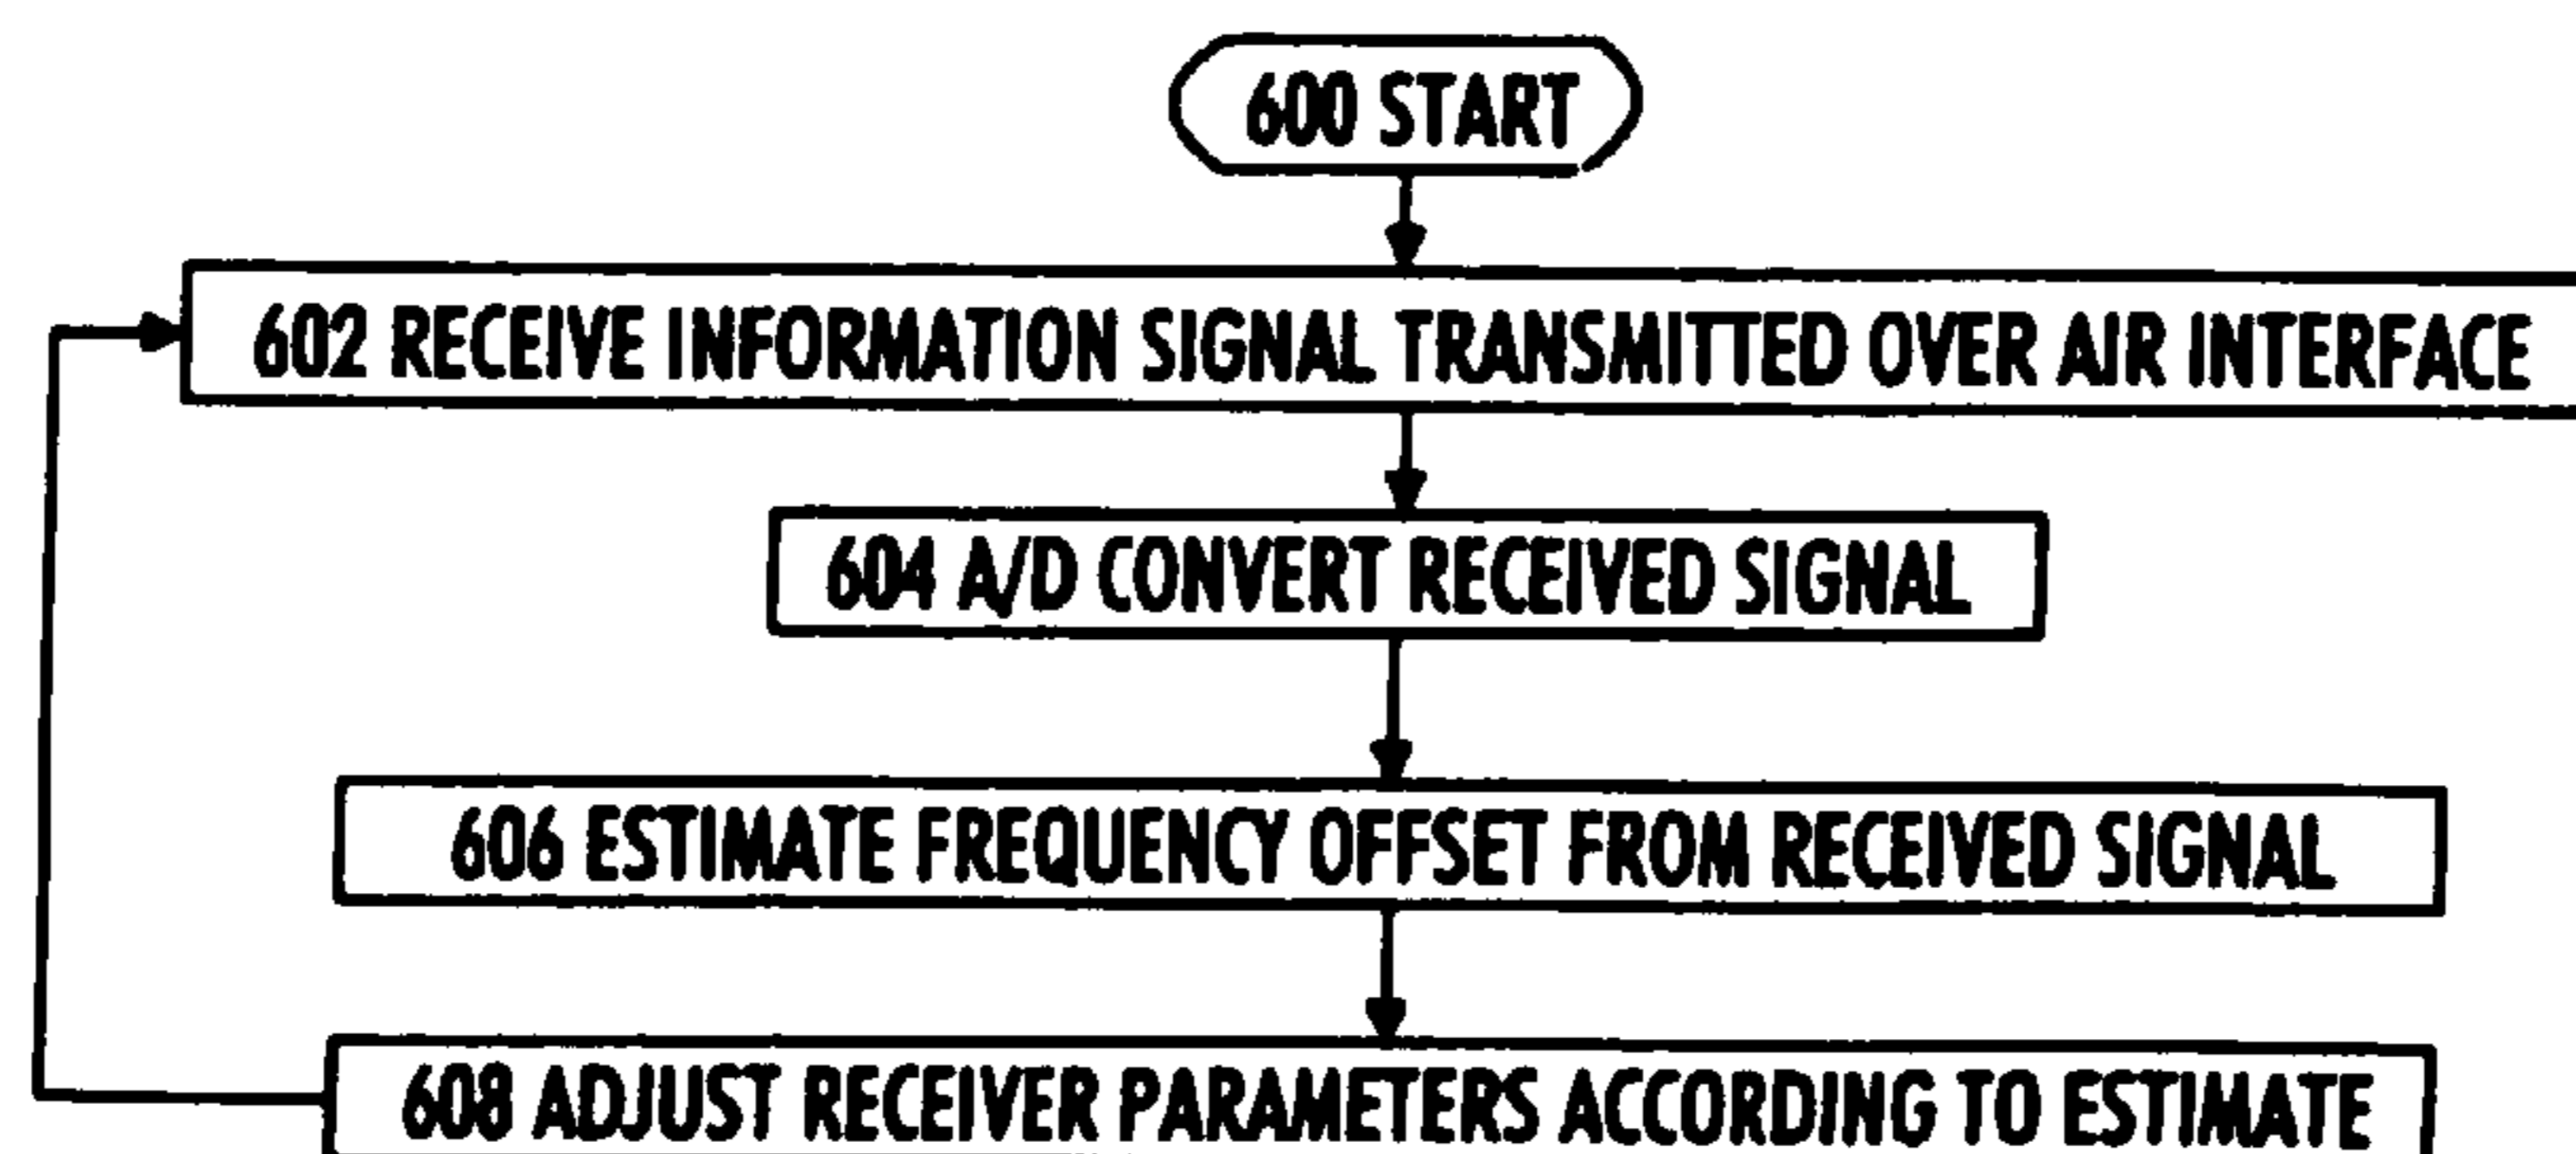 600 START
602 RECEIVE INFORMATION SIGNAL TRANSMITTED OVER AIR INTERFACE
604 A/D CONVERT RECEIVED SIGNAL
606 ESTIMATE FREQUENCY OFFSET FROM RECEIVED SIGNAL
608 ADJUST RECEIVER PARAMETERS ACCORDING TO ESTIMATE